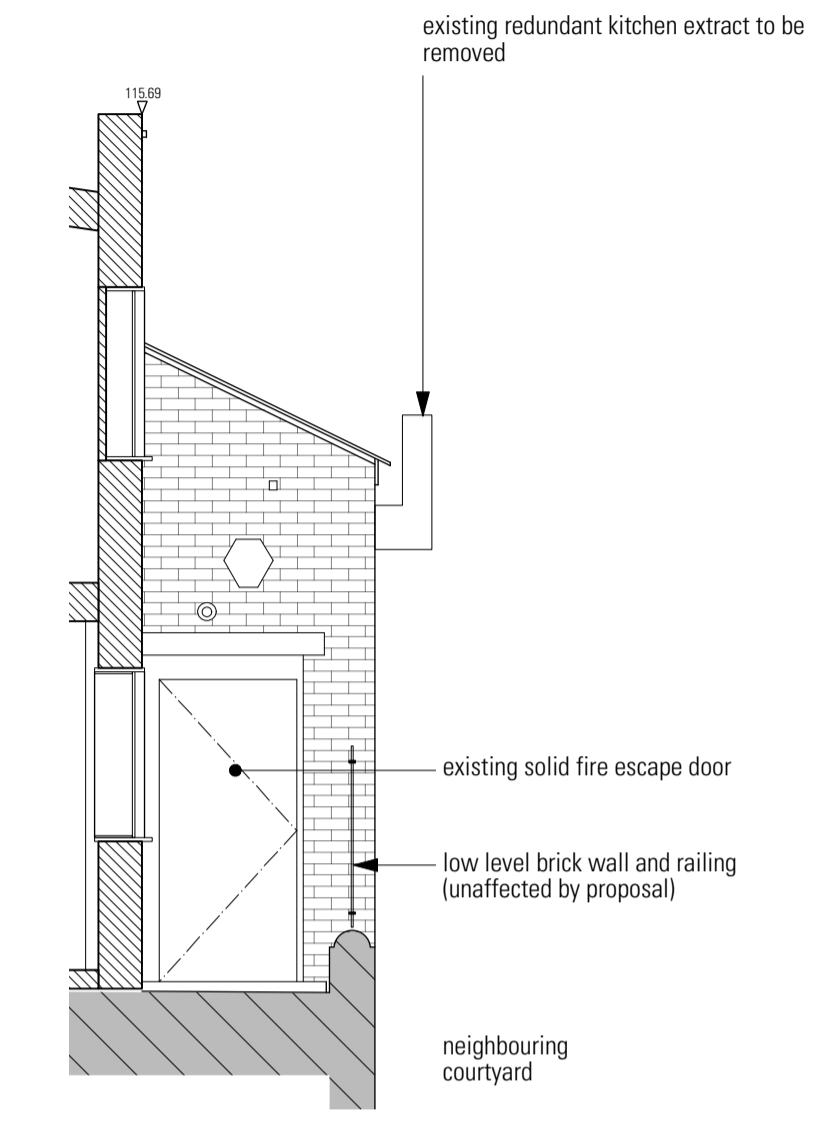 existing redundant kitchen extract to be
removed
115.69
existing solid fire escape door
low level brick wall and railing
(unaffected by proposal)
neighbouring
courtyard